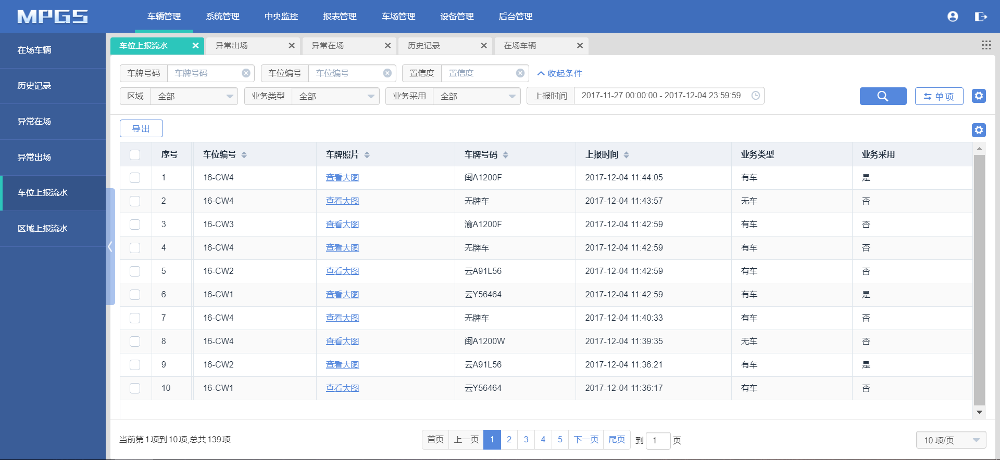 MPGS 车辆管理 系统管理 中央监控 报表管理 车场管理 设备管理 后台管理
在场车辆
历史记录
异常在场
异常出场
车位上报流水
区域上报流水
车位上报流水 异常出场 异常在场 历史记录 在场车辆
车牌号码 车牌号码 车位编号 车位编号 置信度 置信度 收起条件
区域 全部 业务类型 全部 业务采用 全部 上报时间 2017-11-27 00:00:00 - 2017-12-04 23:59:59 单项
导出
序号 车位编号 车牌照片 车牌号码 上报时间 业务类型 业务采用
1 16-CW4 查看大图 闽A1200F 2017-12-04 11:44:05 有车 是
2 16-CW4 查看大图 无牌车 2017-12-04 11:43:57 无车 否
3 16-CW3 查看大图 渝A1200F 2017-12-04 11:42:59 有车 否
4 16-CW4 查看大图 无牌车 2017-12-04 11:42:59 有车 否
5 16-CW2 查看大图 云A91L56 2017-12-04 11:42:59 有车 否
6 16-CW1 查看大图 云Y56464 2017-12-04 11:42:59 有车 是
7 16-CW4 查看大图 无牌车 2017-12-04 11:40:33 有车 否
8 16-CW4 查看大图 闽A1200W 2017-12-04 11:39:35 无车 否
9 16-CW2 查看大图 云A91L56 2017-12-04 11:36:21 有车 是
10 16-CW1 查看大图 云Y56464 2017-12-04 11:36:17 有车 否
当前第1项到10项,总共139项 首页 上一页 1 2 3 4 5 下一页 尾页 到 1 页 10 项/页